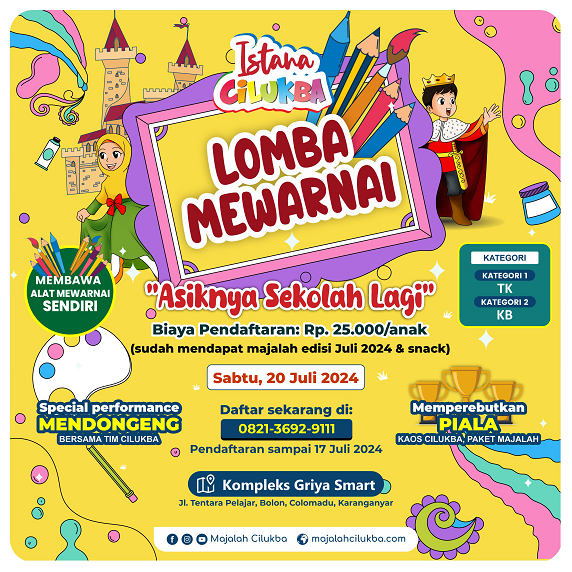 Istana
CiLUKBA
LOMBA
MEWARNAI
MEMBAWA
ALAT MEWARNAI
SENDIRI
"Asiknya Sekolah Lagi"
KATEGORI
KATEGORI 1
TK
KATEGORI 2
KB
Biaya Pendaftaran: Rp. 25.000/anak
(sudah mendapat majalah edisi Juli 2024 & snack)
Sabtu, 20 Juli 2024
Special performance
MENDONGENG
BERSAMA TIM CILUKBA
Daftar sekarang di:
0821-3692-9111
Pendaftaran sampai 17 Juli 2024
Memperebutkan
PIALA
KAOS CILUKBA, PAKET MAJALAH
Kompleks Griya Smart
Jl. Tentara Pelajar, Bolon, Colomadu, Karanganyar
Majalah Cilukba
majalahcilukba.com